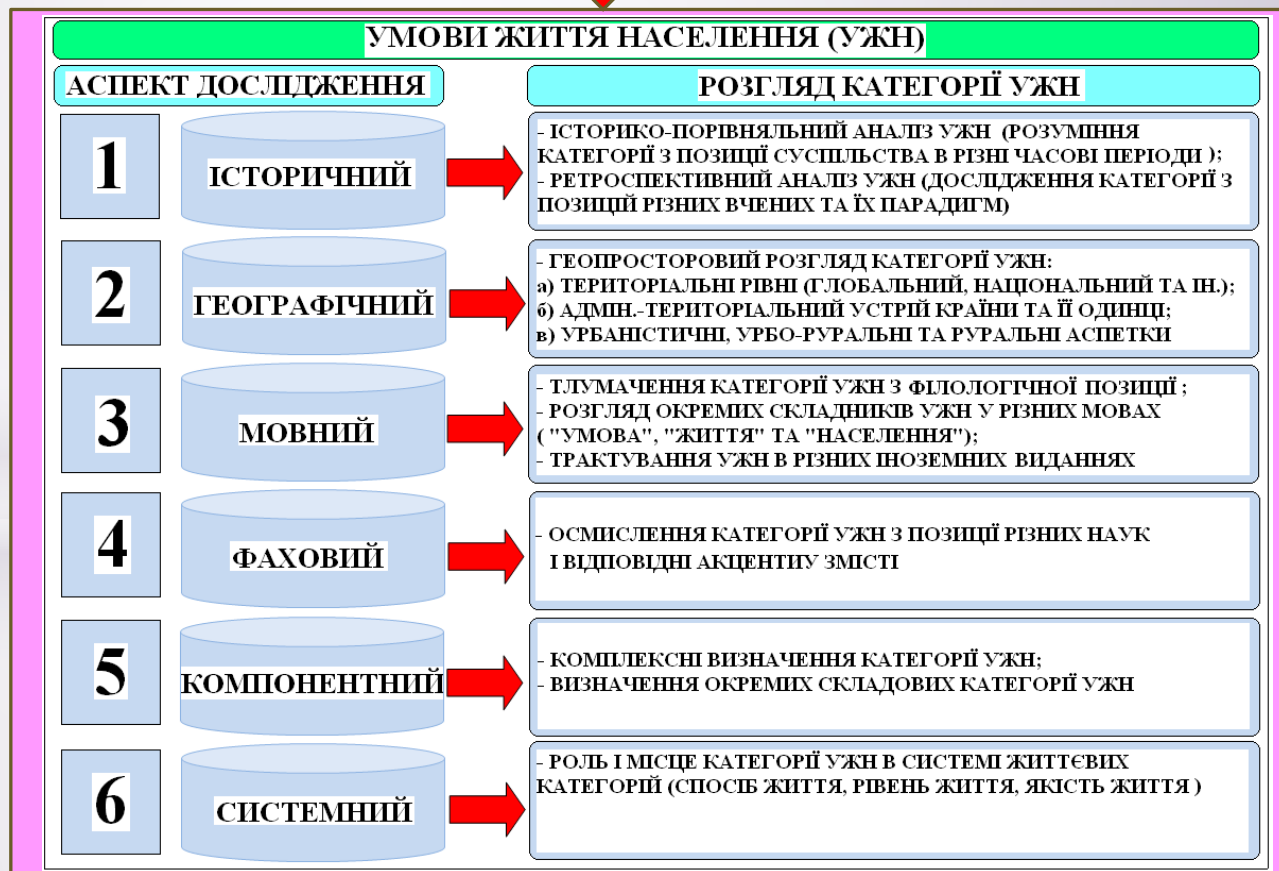 УМОВИ ЖИТТЯ НАСЕЛЕННЯ (УЖН)
АСПЕКТ ДОСЛІДЖЕННЯ
РОЗГЛЯД КАТЕГОРІЇ УЖН
1
ІСТОРИЧНИЙ
- ІСТОРИКО-ПОРІВНЯЛЬНИЙ АНАЛІЗ УЖН (РОЗУМІННЯ
КАТЕГОРІЇ З ПОЗИЦІЇ СУСПІЛЬСТВА В РІЗНІ ЧАСОВІ ПЕРІОДИ );
- РЕТРОСПЕКТИВНИЙ АНАЛІЗ УЖН (ДОСЛІДЖЕННЯ КАТЕГОРІЇ З
ПОЗИЦІЙ РІЗНИХ ВЧЕНИХ ТА ЇХ ПАРАДИГМ)
2
ГЕОГРАФІЧНИЙ
- ГЕОПРОСТОРОВИЙ РОЗГЛЯД КАТЕГОРІЇ УЖН:
а) ТЕРИТОРІАЛЬНІ РІВНІ (ГЛОБАЛЬНИЙ, НАЦІОНАЛЬНИЙ ТА ІН.);
б) АДМІН.-ТЕРИТОРІАЛЬНИЙ УСТРІЙ КРАЇНИ ТА ЇЇ ОДИНИЦІ;
в) УРБАНІСТИЧНІ, УРБО-РУРАЛЬНІ ТА РУРАЛЬНІ АСПЕТКИ
3
МОВНИЙ
- ТЛУМАЧЕННЯ КАТЕГОРІЇ УЖН З ФІЛОЛОГІЧНОЇ ПОЗИЦІЇ ;
- РОЗГЛЯД ОКРЕМИХ СКЛАДНИКІВ УЖН У РІЗНИХ МОВАХ
( "УМОВА", "ЖИТТЯ" ТА "НАСЕЛЕННЯ");
- ТРАКТУВАННЯ УЖН В РІЗНИХ ІНОЗЕМНИХ ВИДАННЯХ
4
ФАХОВИЙ
- ОСМИСЛЕННЯ КАТЕГОРІЇ УЖН З ПОЗИЦІЇ РІЗНИХ НАУК
І ВІДПОВІДНІ АКЦЕНТИУ ЗМІСТІ
5
КОМПОНЕНТНИЙ
- КОМПЛЕКСНІ ВИЗНАЧЕННЯ КАТЕГОРІЇ УЖН;
- ВИЗНАЧЕННЯ ОКРЕМИХ СКЛАДОВИХ КАТЕГОРІЇ УЖН
6
СИСТЕМНИЙ
- РОЛЬ І МІСЦЕ КАТЕГОРІЇ УЖН В СИСТЕМІ ЖИТТЄВИХ
КАТЕГОРІЙ (СПОСІБ ЖИТТЯ, РІВЕНЬ ЖИТТЯ, ЯКІСТЬ ЖИТТЯ )